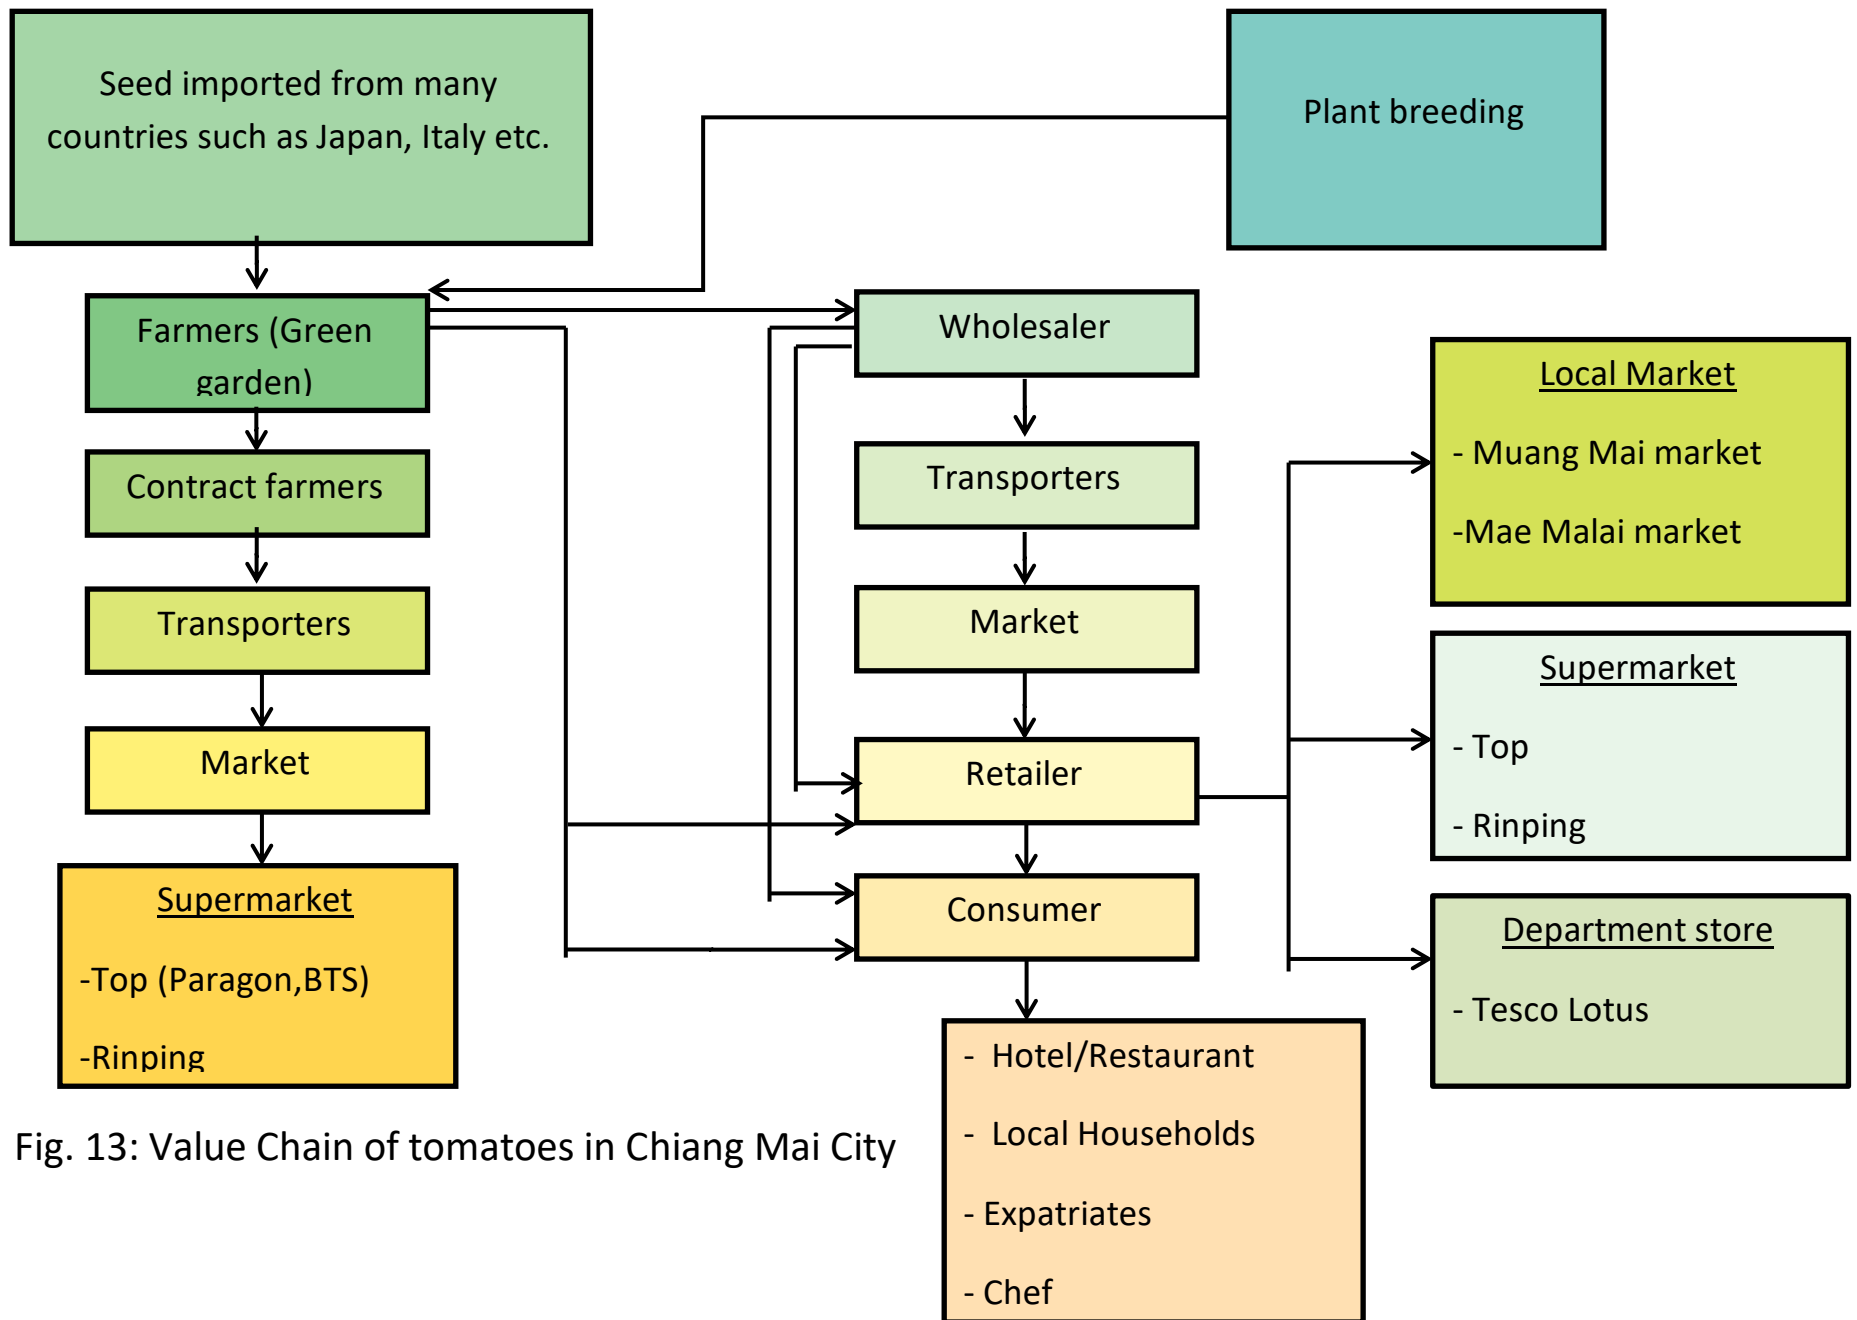 Seed imported from many
countries such as Japan, Italy etc.
Plant breeding
Farmers (Green
garden)
Contract farmers
Transporters
Market
Supermarket
-Top (Paragon,BTS)
-Rinping
Wholesaler
Transporters
Market
Retailer
Consumer
- Hotel/Restaurant
- Local Households
- Expatriates
- Chef
Local Market
- Muang Mai market
-Mae Malai market
Supermarket
- Top
- Rinping
Department store
- Tesco Lotus
Fig. 13: Value Chain of tomatoes in Chiang Mai City